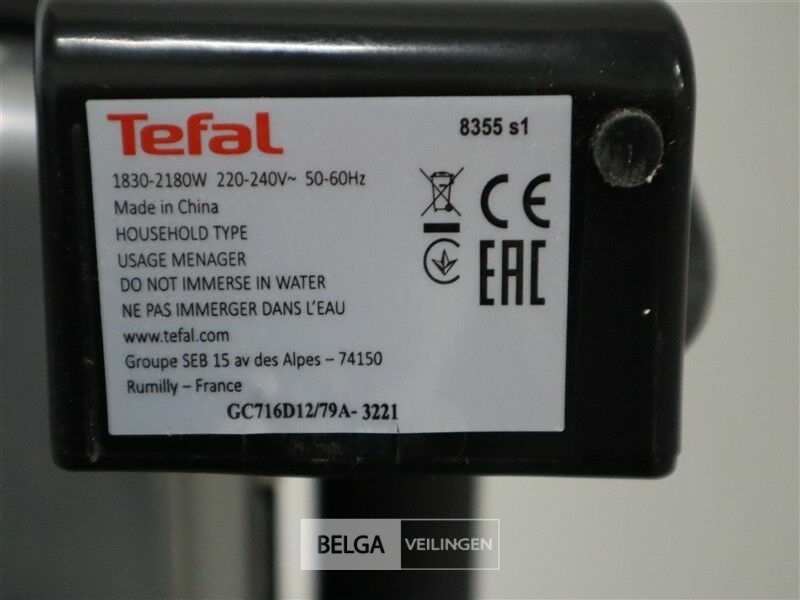 Tefal
8355 s1
1830-2180W 220-240V~ 50-60Hz
Made in China
HOUSEHOLD TYPE
USAGE MENAGER
DO NOT IMMERSE IN WATER
NE PAS IMMERGER DANS L'EAU
www.tefal.com
Groupe SEB 15 av des Alpes – 74150
Rumilly – France
GC716D12/79A- 3221
CE
EAC
BELGA VEILINGEN